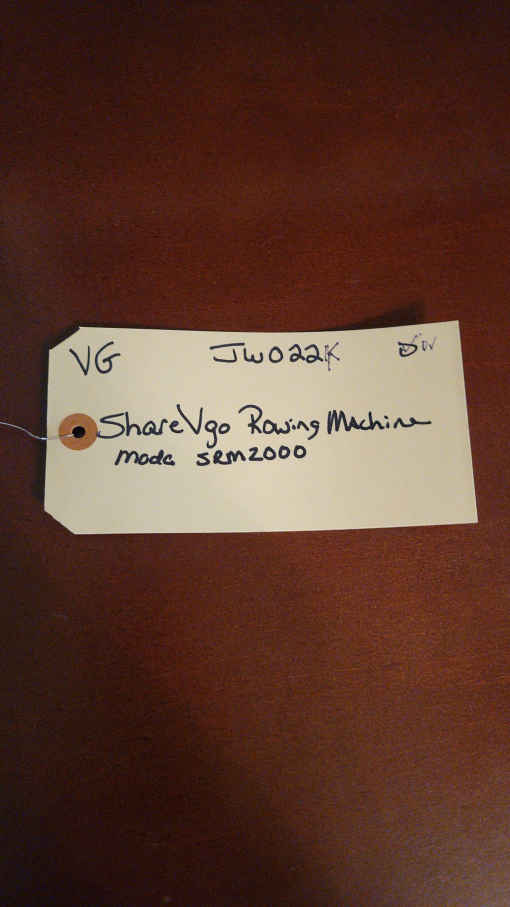 VG JW022K
ShareVgo Rowing Machine
Mode SRM2000